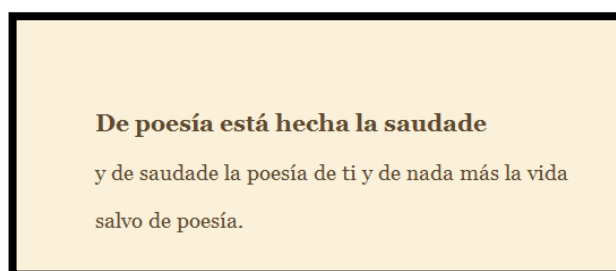 De poesía está hecha la saudade
y de saudade la poesía de ti y de nada más la vida
salvo de poesía.